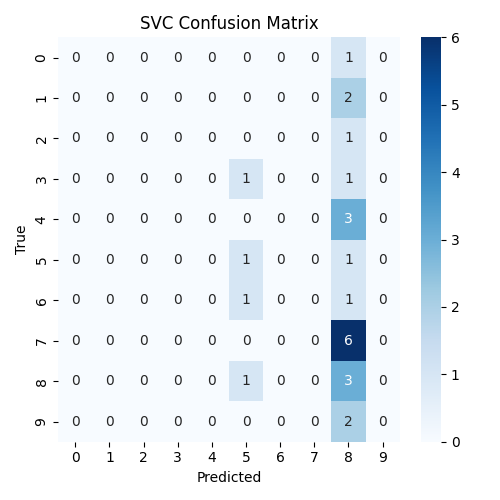 SVC Confusion Matrix
0 0 0 0 0 0 0 0 0 1 0
1 0 0 0 0 0 0 0 0 2 0
2 0 0 0 0 0 0 0 0 1 0
3 0 0 0 0 0 1 0 0 1 0
4 0 0 0 0 0 0 0 0 3 0
5 0 0 0 0 0 1 0 0 1 0
6 0 0 0 0 0 1 0 0 1 0
7 0 0 0 0 0 0 0 0 6 0
8 0 0 0 0 0 1 0 0 3 0
9 0 0 0 0 0 0 0 0 2 0
0 1 2 3 4 5 6 7 8 9
Predicted
True
6
5
4
3
2
1
0